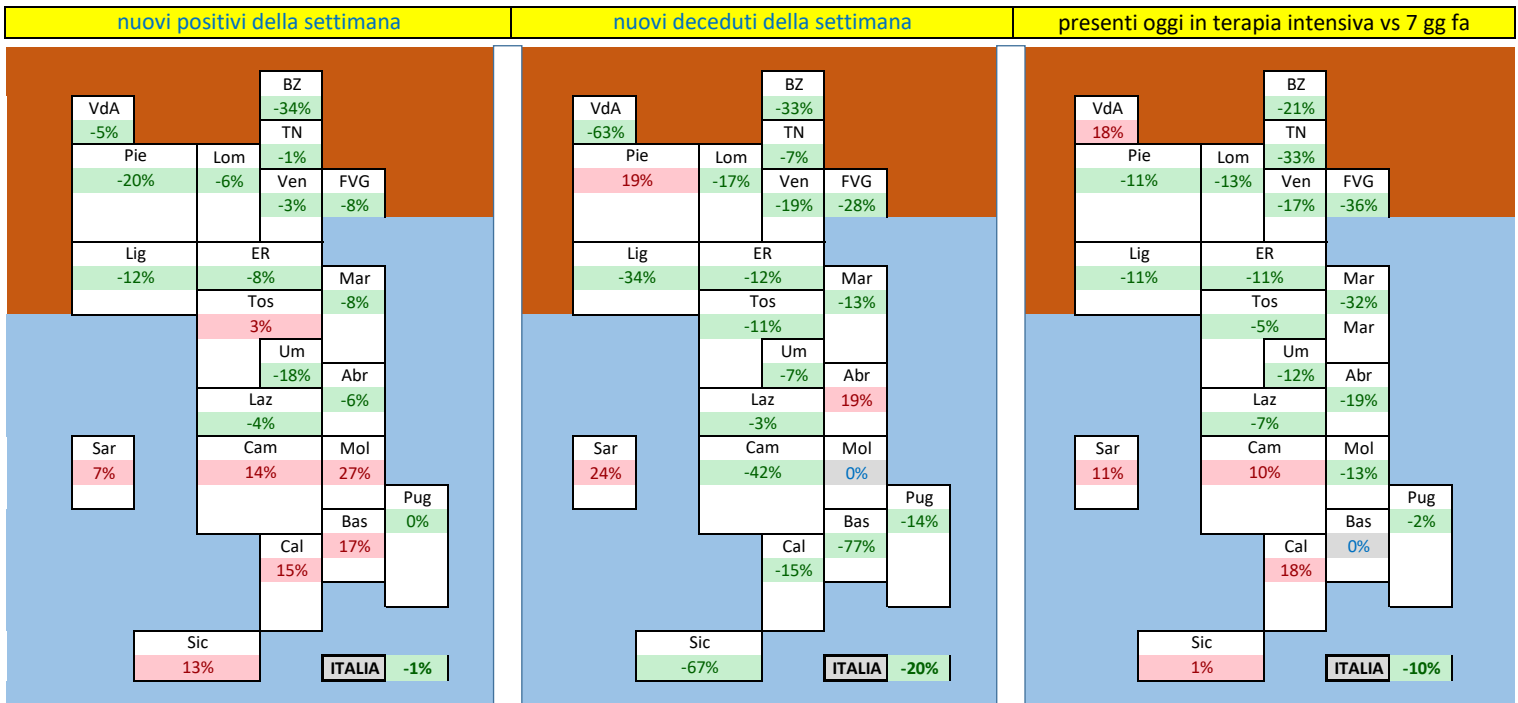 nuovi positivi della settimana
nuovi deceduti della settimana
presenti oggi in terapia intensiva vs 7 gg fa
BZ
VdA -34%
-5% TN
Pie Lom -1%
-20% -6% Ven FVG
-3% -8%
Lig ER
-12% -8% Mar
Tos -8%
3%
Um
-18% Abr
Laz -6%
-4%
Sar Cam Mol
7% 14% 27%
Pug
Bas 0%
Cal 17%
15%
Sic
13% ITALIA -1%
BZ
VdA -33%
-63% TN
Pie Lom -7%
19% -17% Ven FVG
-19% -28%
Lig ER
-34% -12% Mar
Tos -13%
-11%
Um
-7% Abr
Laz 19%
-3%
Sar Cam Mol
24% -42% 0%
Pug
Bas -14%
Cal -77%
-15%
Sic
-67% ITALIA -20%
BZ
VdA -21%
18% TN
Pie Lom -33%
-11% -13% Ven FVG
-17% -36%
Lig ER
-11% -11% Mar
Tos -32%
-5% Mar
Um
-12% Abr
Laz -19%
-7%
Sar Cam Mol
11% 10% -13%
Pug
Bas -2%
Cal 0%
18%
Sic
1% ITALIA -10%